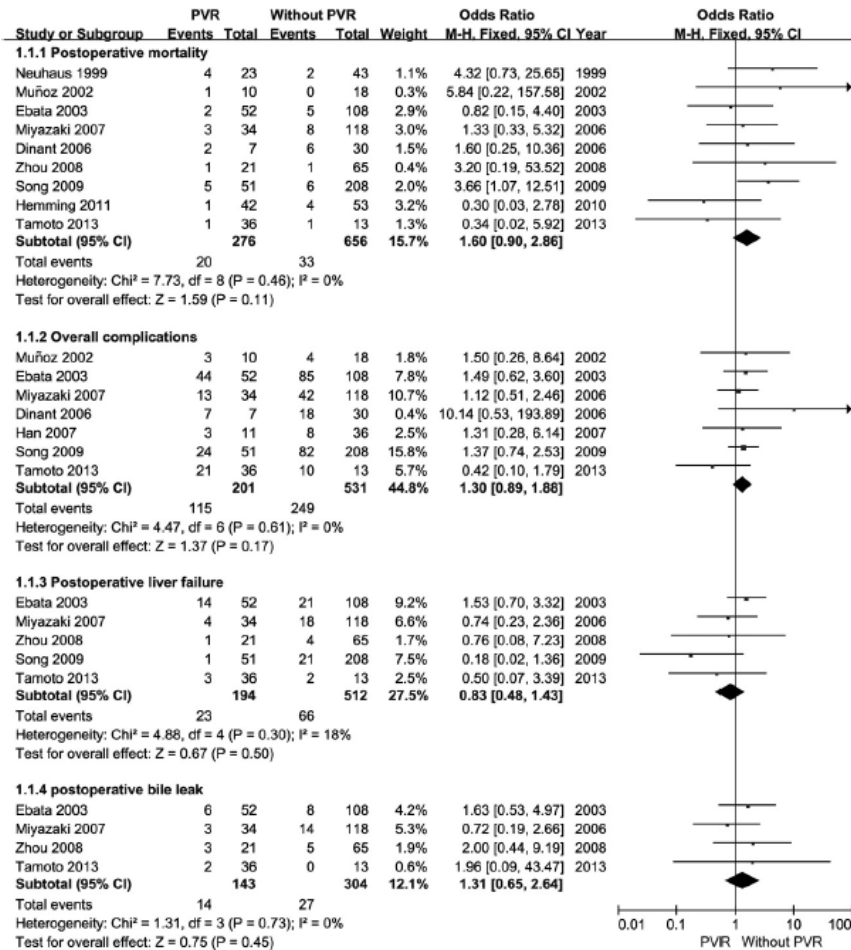 PVR Without PVR Odds Ratio Odds Ratio
Study or Subgroup Events Total Events Total Weight M-H, Fixed, 95% CI Year M-H, Fixed, 95% CI
1.1.1 Postoperative mortality
Neuhaus 1999 4 23 2 43 1.1% 4.32 [0.73, 25.65] 1999
Muñoz 2002 1 10 0 18 0.3% 5.84 [0.22, 157.58] 2002
Ebata 2003 2 52 5 108 2.9% 0.82 [0.15, 4.40] 2003
Miyazaki 2007 3 34 8 118 3.0% 1.33 [0.33, 5.32] 2006
Dinant 2006 2 7 6 30 1.3% 1.60 [0.25, 10.36] 2006
Zhou 2008 1 21 1 65 0.4% 3.20 [0.19, 53.52] 2008
Song 2009 5 51 6 208 2.0% 3.66 [1.07, 12.51] 2009
Hemming 2011 1 42 4 53 3.2% 0.30 [0.03, 2.78] 2010
Tamoto 2013 1 36 1 13 1.3% 0.34 [0.02, 5.92] 2013
Subtotal (95% CI) 276 656 15.7% 1.60 [0.90, 2.86]
Total events 20 33
Heterogeneity: Chi² = 7.73, df = 8 (P = 0.46); I² = 0%
Test for overall effect: Z = 1.59 (P = 0.11)
1.1.2 Overall complications
Muñoz 2002 3 10 4 18 1.8% 1.50 [0.26, 8.64] 2002
Ebata 2003 44 52 85 108 7.8% 1.49 [0.62, 3.60] 2003
Miyazaki 2007 13 34 42 118 10.7% 1.12 [0.51, 2.46] 2006
Dinant 2006 7 7 18 30 0.4% 10.14 [0.53, 193.89] 2006
Han 2007 3 11 8 36 2.5% 1.31 [0.28, 6.14] 2007
Song 2009 24 51 82 208 15.8% 1.37 [0.74, 2.53] 2009
Tamoto 2013 21 36 10 13 5.7% 0.42 [0.10, 1.79] 2013
Subtotal (95% CI) 201 531 44.8% 1.30 [0.89, 1.88]
Total events 115 249
Heterogeneity: Chi² = 4.47, df = 6 (P = 0.61); I² = 0%
Test for overall effect: Z = 1.37 (P = 0.17)
1.1.3 Postoperative liver failure
Ebata 2003 14 52 21 108 9.2% 1.53 [0.70, 3.32] 2003
Miyazaki 2007 4 34 18 118 6.6% 0.74 [0.23, 2.36] 2006
Zhou 2008 1 21 4 65 1.7% 0.76 [0.08, 7.23] 2008
Song 2009 1 51 21 208 7.5% 0.18 [0.02, 1.36] 2009
Tamoto 2013 3 36 2 13 2.5% 0.50 [0.07, 3.39] 2013
Subtotal (95% CI) 194 512 27.5% 0.83 [0.48, 1.43]
Total events 23 66
Heterogeneity: Chi² = 4.88, df = 4 (P = 0.30); I² = 18%
Test for overall effect: Z = 0.67 (P = 0.50)
1.1.4 postoperative bile leak
Ebata 2003 6 52 8 108 4.2% 1.63 [0.53, 4.97] 2003
Miyazaki 2007 3 34 14 118 5.3% 0.72 [0.19, 2.66] 2006
Zhou 2008 3 21 5 65 1.9% 2.00 [0.44, 9.19] 2008
Tamoto 2013 2 36 0 13 0.6% 1.96 [0.09, 43.47] 2013
Subtotal (95% CI) 143 304 12.1% 1.31 [0.65, 2.64]
Total events 14 27
Heterogeneity: Chi² = 1.31, df = 3 (P = 0.73); I² = 0%
Test for overall effect: Z = 0.75 (P = 0.45)
0.01 0.1 1 10 100
PVR Without PVR